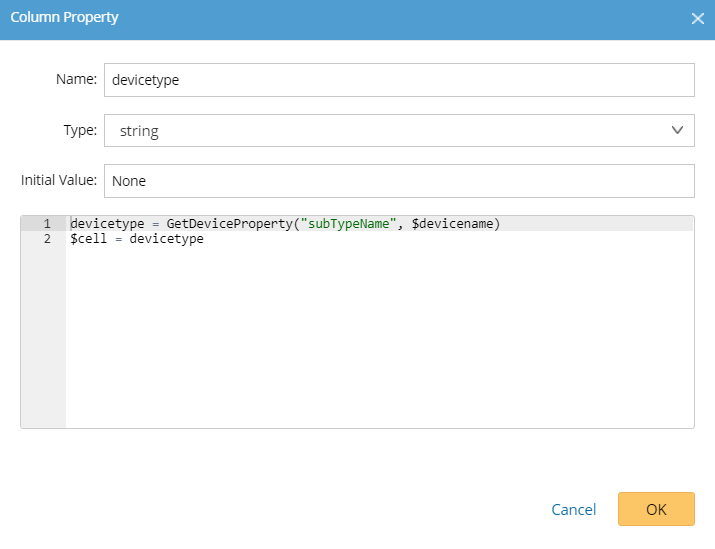 Column Property
Name: devicetype
Type: string
Initial Value: None
1 devicetype = GetDeviceProperty("subTypeName", $devicename)
2 $cell = devicetype
Cancel OK